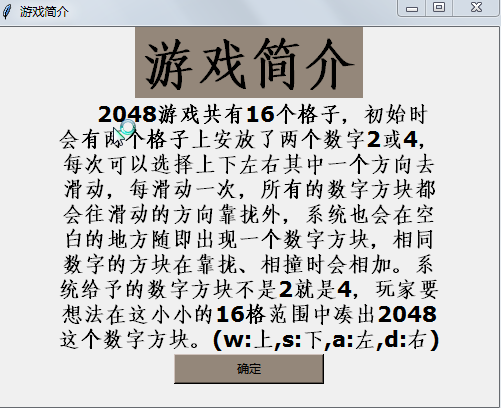 游戏简介
游戏简介
2048游戏共有16个格子，初始时
会有两个格子上安放了两个数字2或4，
每次可以选择上下左右其中一个方向去
滑动，每滑动一次，所有的数字方块都
会往滑动的方向靠拢外，系统也会在空
白的地方随即出现一个数字方块，相同
数字的方块在靠拢、相撞时会相加。系
统给予的数字方块不是2就是4，玩家要
想法在这小小的16格范围中凑出2048
这个数字方块。(w:上,s:下,a:左,d:右)
确定